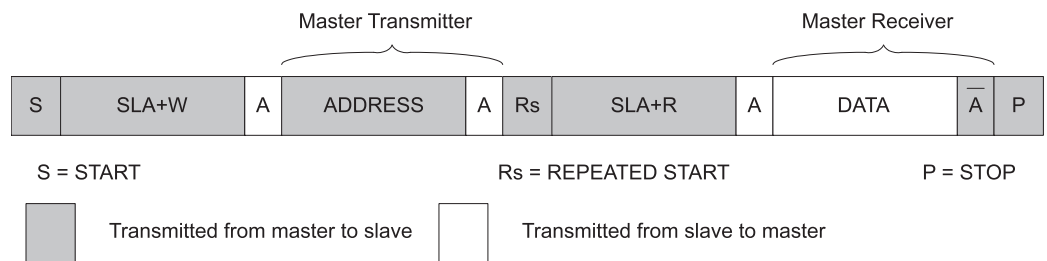 Master Transmitter Master Receiver
S SLA+W A ADDRESS A Rs SLA+R A DATA A̅ P
S = START Rs = REPEATED START P = STOP
Transmitted from master to slave Transmitted from slave to master